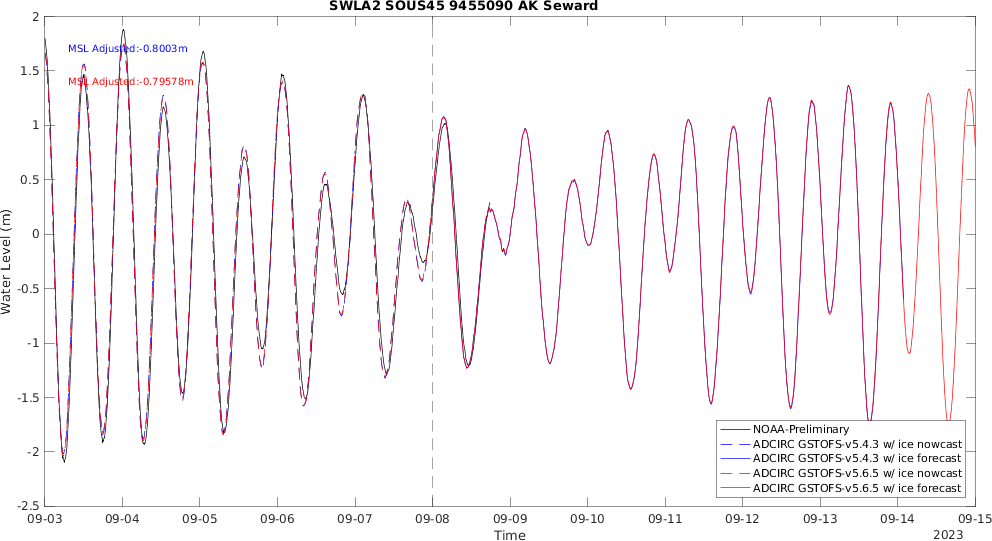 SWLA2 SOUS45 9455090 AK Seward
MSL Adjusted:-0.8003m
MSL Adjusted:-0.79578m
Water Level (m)
2
1.5
1
0.5
0
-0.5
-1
-1.5
-2
-2.5
NOAA-Preliminary
ADCIRC GSTOFS-v5.4.3 w/ ice nowcast
ADCIRC GSTOFS-v5.4.3 w/ ice forecast
ADCIRC GSTOFS-v5.6.5 w/ ice nowcast
ADCIRC GSTOFS-v5.6.5 w/ ice forecast
09-03 09-04 09-05 09-06 09-07 09-08 09-09 09-10 09-11 09-12 09-13 09-14 09-15
Time
2023